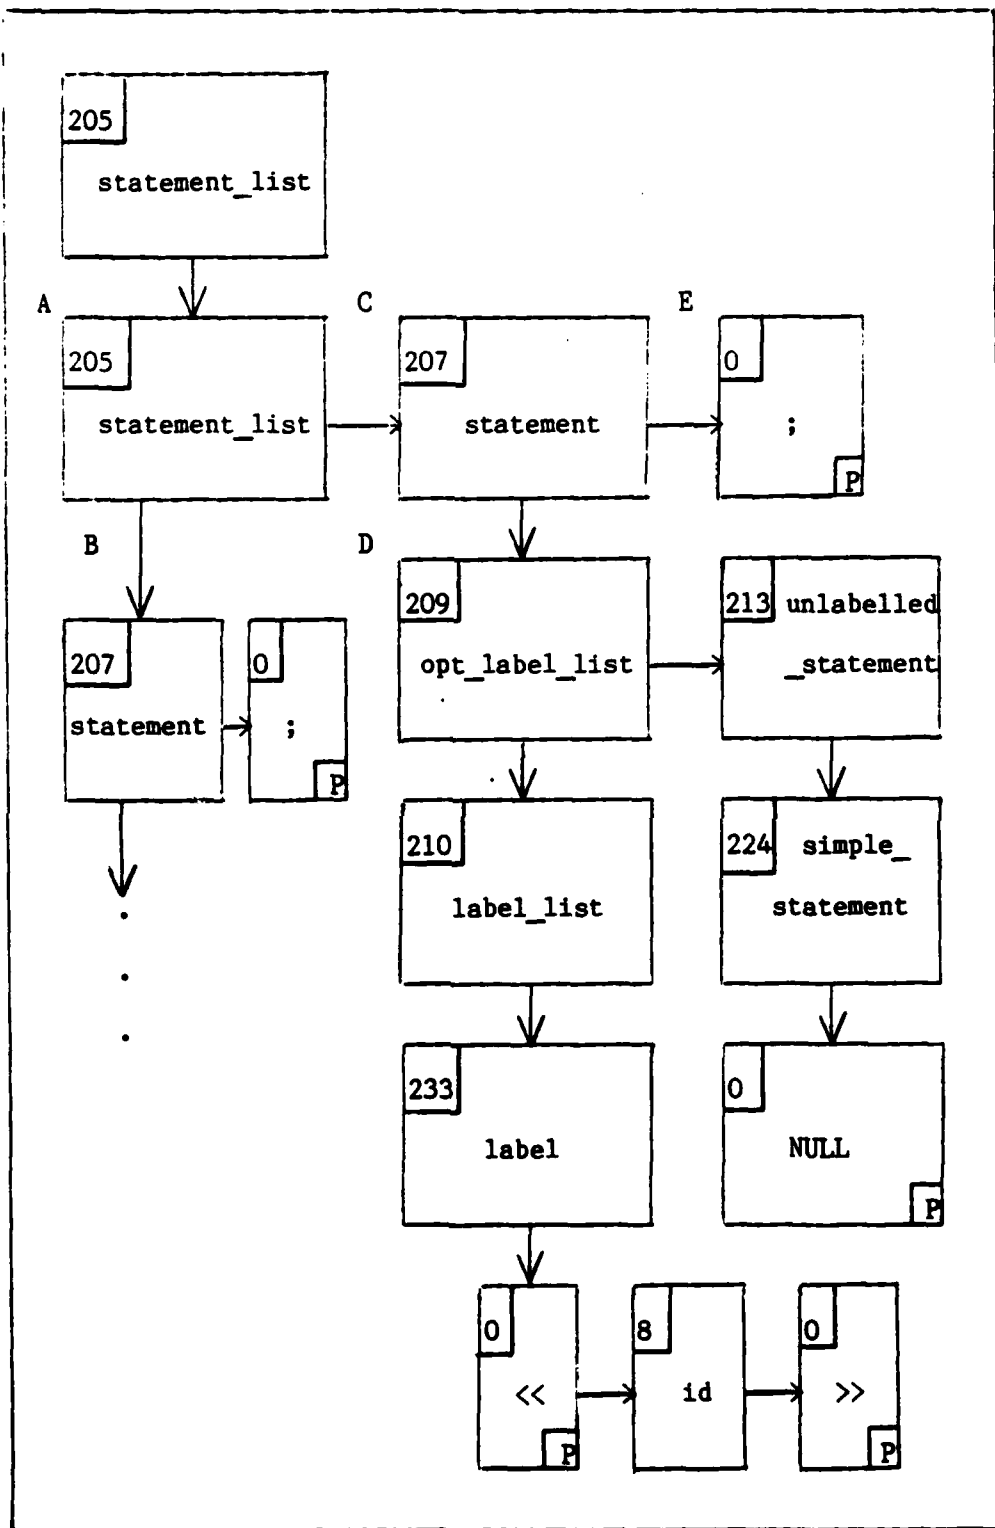 205
statement_list
A
C
E
205
statement_list
207
statement
0
;
P
B
D
207
statement
0
;
P
209
opt_label_list
213 unlabelled
_statement
210
label_list
224 simple_
statement
233
label
0
NULL
P
0
<<
P
8
id
0
>>
P